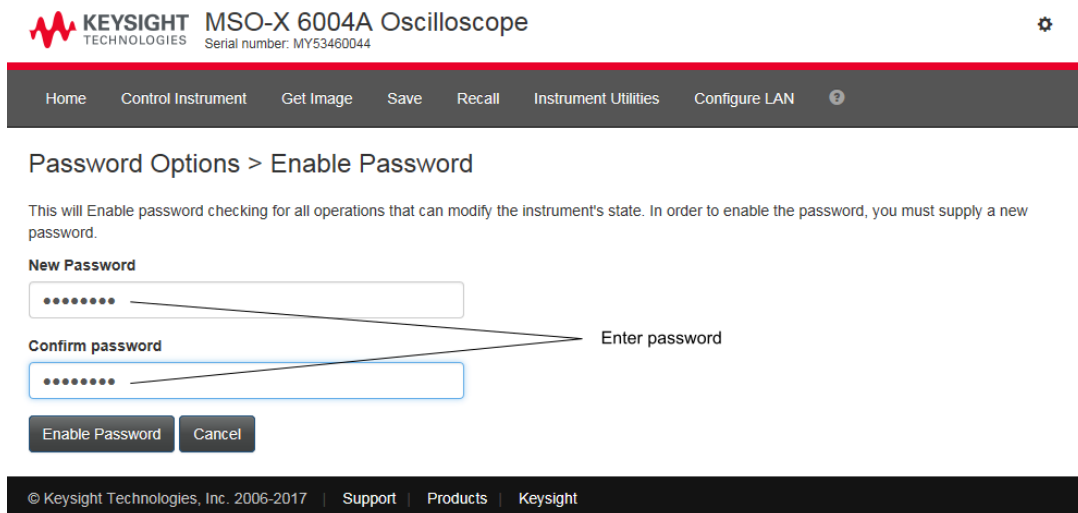 KEYSIGHT
TECHNOLOGIES
MSO-X 6004A Oscilloscope
Serial number: MY53460044
Home Control Instrument Get Image Save Recall Instrument Utilities Configure LAN ?
Password Options > Enable Password
This will Enable password checking for all operations that can modify the instrument's state. In order to enable the password, you must supply a new
password.
New Password
••••••••
Enter password
Confirm password
••••••••
Enable Password Cancel
© Keysight Technologies, Inc. 2006-2017 | Support | Products | Keysight